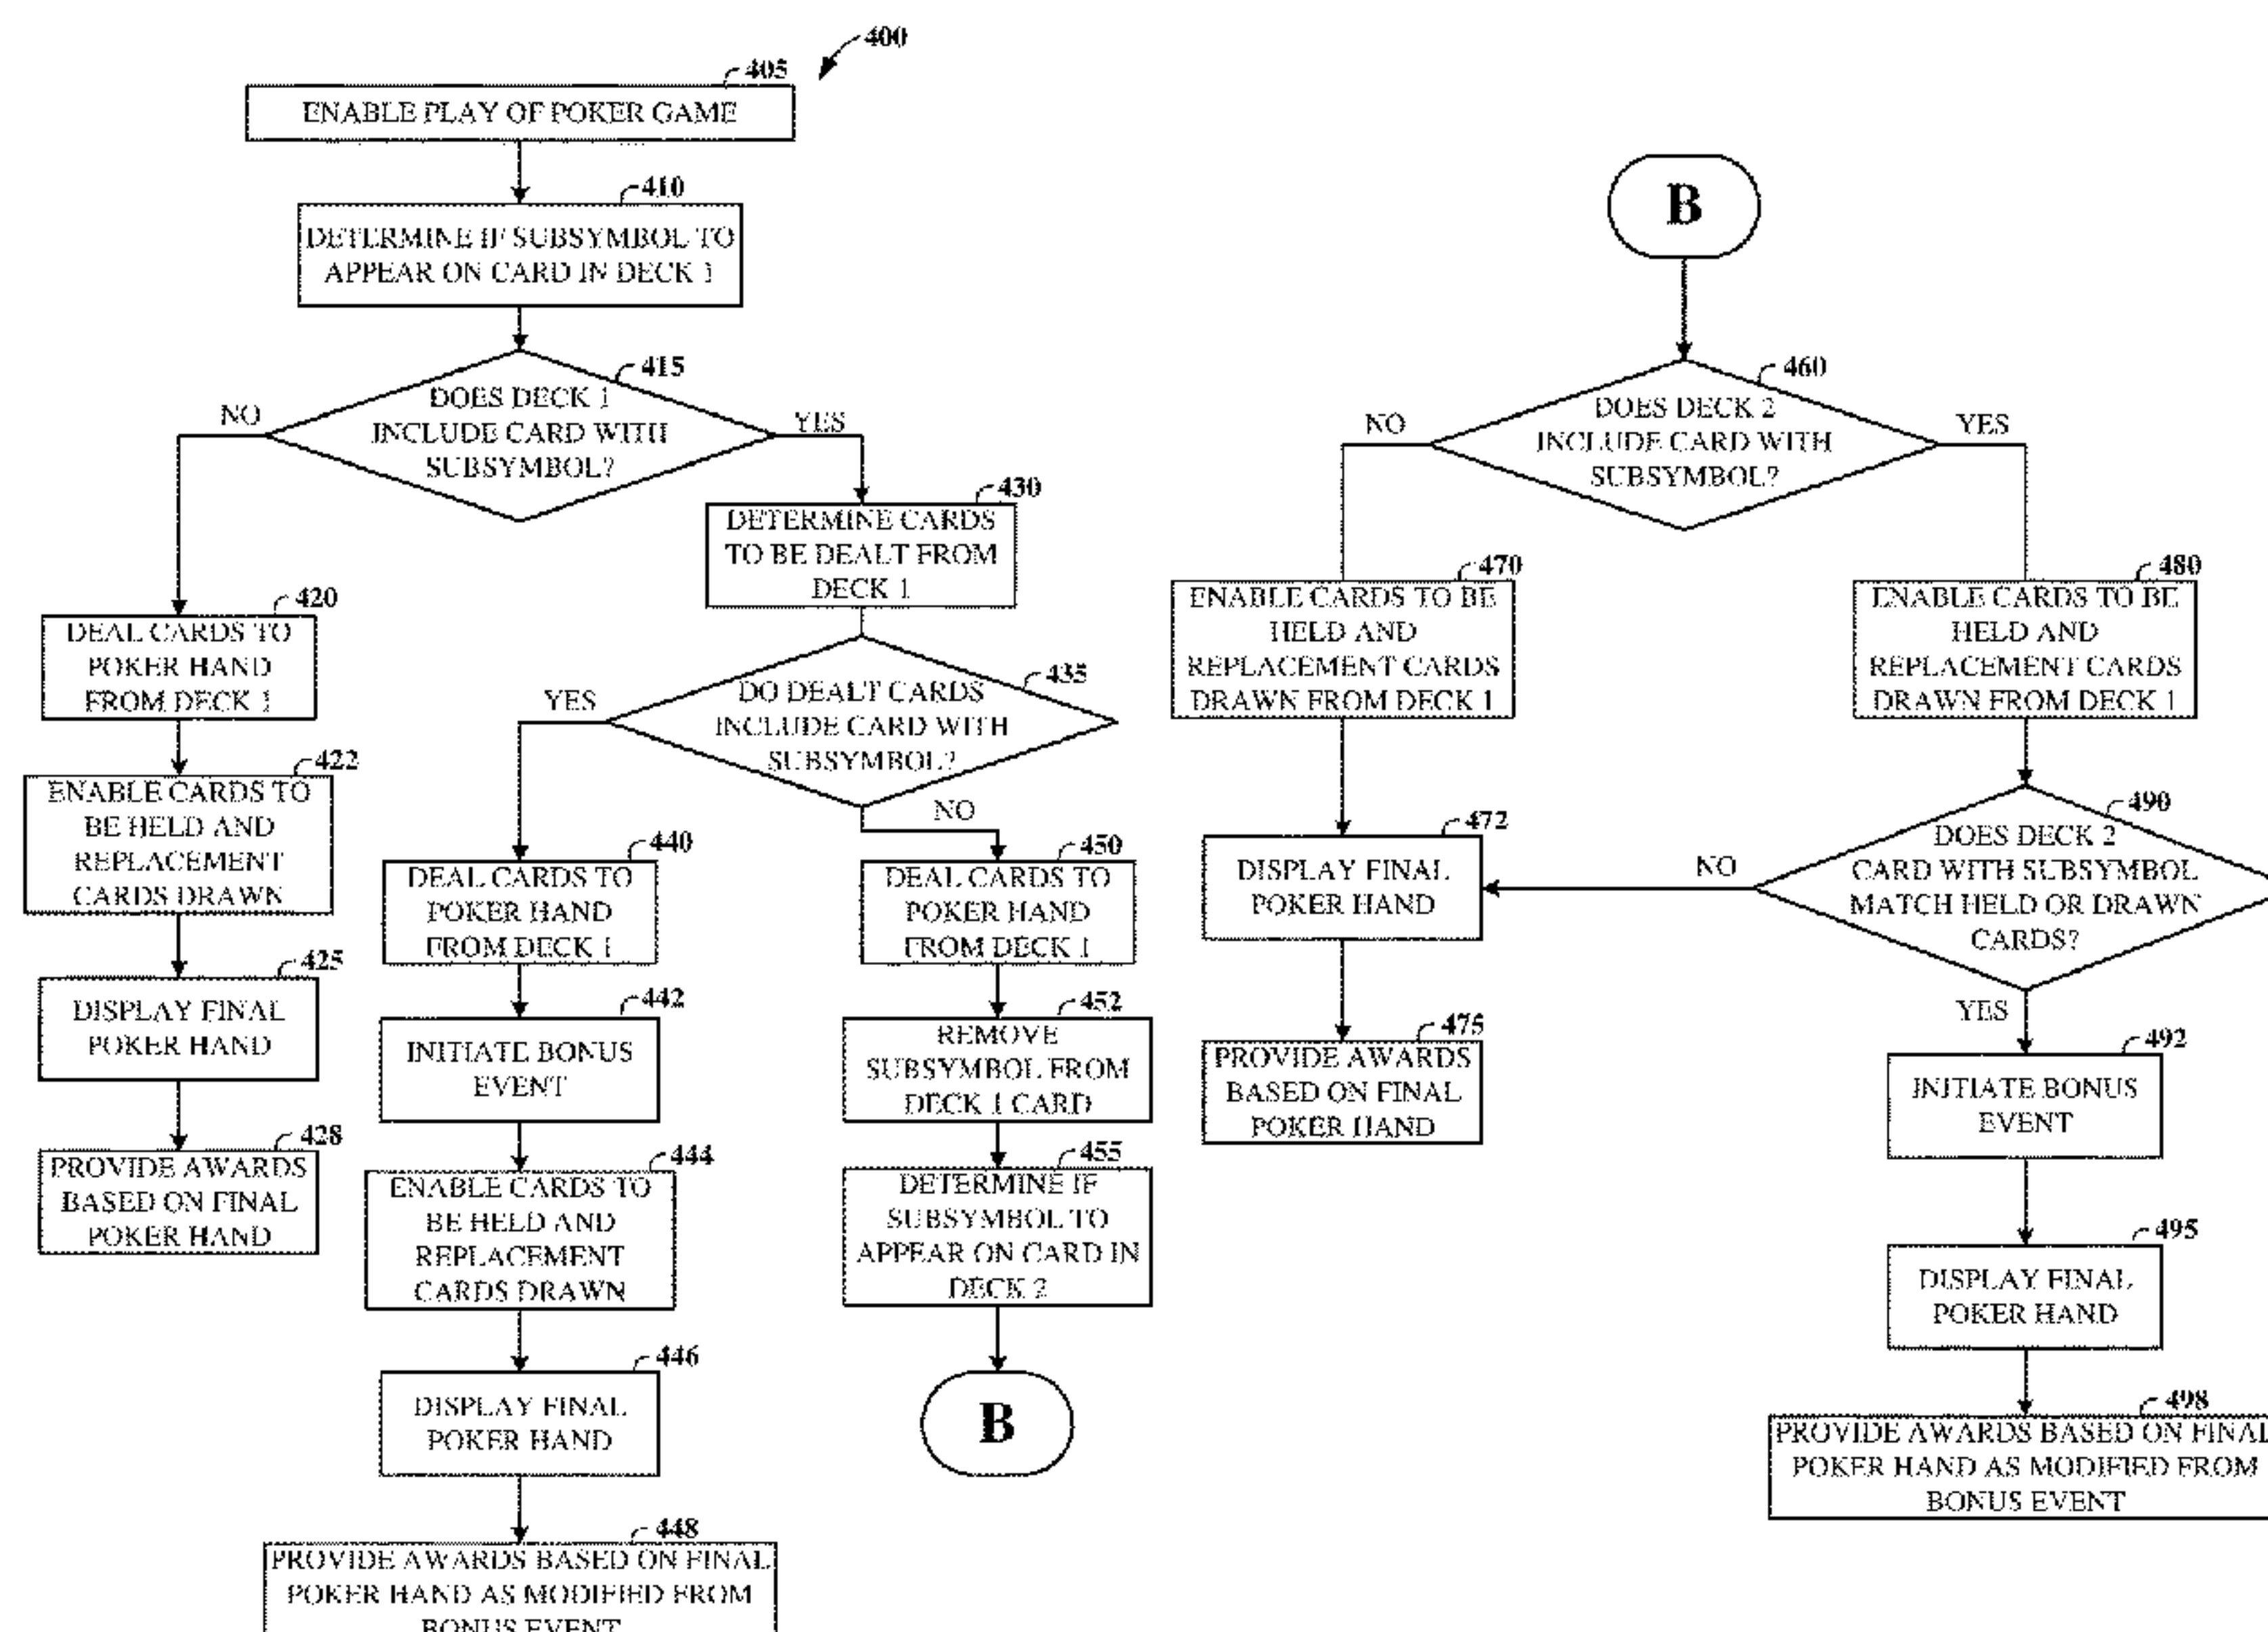 400
405
ENABLE PLAY OF POKER GAME
410
DETERMINE IF SUBSYMBOL TO
APPEAR ON CARD IN DECK 1
415
DOES DECK 1
INCLUDE CARD WITH
SUBSYMBOL?
NO
YES
420
DEAL CARDS TO
POKER HAND
FROM DECK 1
422
ENABLE CARDS TO
BE HELD AND
REPLACEMENT
CARDS DRAWN
425
DISPLAY FINAL
POKER HAND
428
PROVIDE AWARDS
BASED ON FINAL
POKER HAND
430
DETERMINE CARDS
TO BE DEALT FROM
DECK 1
435
DO DEALT CARDS
INCLUDE CARD WITH
SUBSYMBOL?
YES
NO
440
DEAL CARDS TO
POKER HAND
FROM DECK 1
442
INITIATE BONUS
EVENT
444
ENABLE CARDS TO
BE HELD AND
REPLACEMENT
CARDS DRAWN
446
DISPLAY FINAL
POKER HAND
448
PROVIDE AWARDS BASED ON FINAL
POKER HAND AS MODIFIED FROM
BONUS EVENT
450
DEAL CARDS TO
POKER HAND
FROM DECK 1
452
REMOVE
SUBSYMBOL FROM
DECK 1 CARD
455
DETERMINE IF
SUBSYMBOL TO
APPEAR ON CARD IN
DECK 2
B
B
460
DOES DECK 2
INCLUDE CARD WITH
SUBSYMBOL?
NO
YES
470
ENABLE CARDS TO BE
HELD AND
REPLACEMENT CARDS
DRAWN FROM DECK 1
472
DISPLAY FINAL
POKER HAND
475
PROVIDE AWARDS
BASED ON FINAL
POKER HAND
480
ENABLE CARDS TO BE
HELD AND
REPLACEMENT CARDS
DRAWN FROM DECK 1
490
DOES DECK 2
CARD WITH SUBSYMBOL
MATCH HELD OR DRAWN
CARDS?
NO
YES
492
INITIATE BONUS
EVENT
495
DISPLAY FINAL
POKER HAND
498
PROVIDE AWARDS BASED ON FINAL
POKER HAND AS MODIFIED FROM
BONUS EVENT